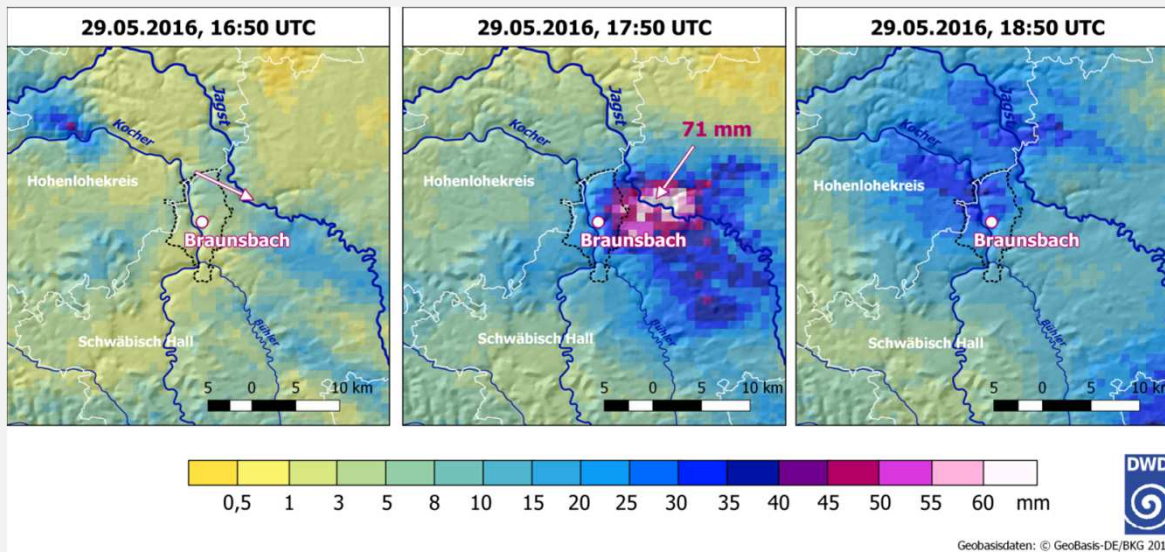 29.05.2016, 16:50 UTC
Jagst
Kocher
Hohenlohekreis
Braunsbach
Schwäbisch Hall
Bühler
5 0 5 10 km
29.05.2016, 17:50 UTC
Jagst
71 mm
Kocher
Hohenlohekreis
Braunsbach
Schwäbisch Hall
Bühler
5 0 5 10 km
29.05.2016, 18:50 UTC
Jagst
Kocher
Hohenlohekreis
Braunsbach
Schwäbisch Hall
Bühler
5 0 5 10 km
0,5 1 3 5 8 10 15 20 25 30 35 40 45 50 55 60 mm
DWD
Geobasisdaten: © GeoBasis-DE/BKG 201